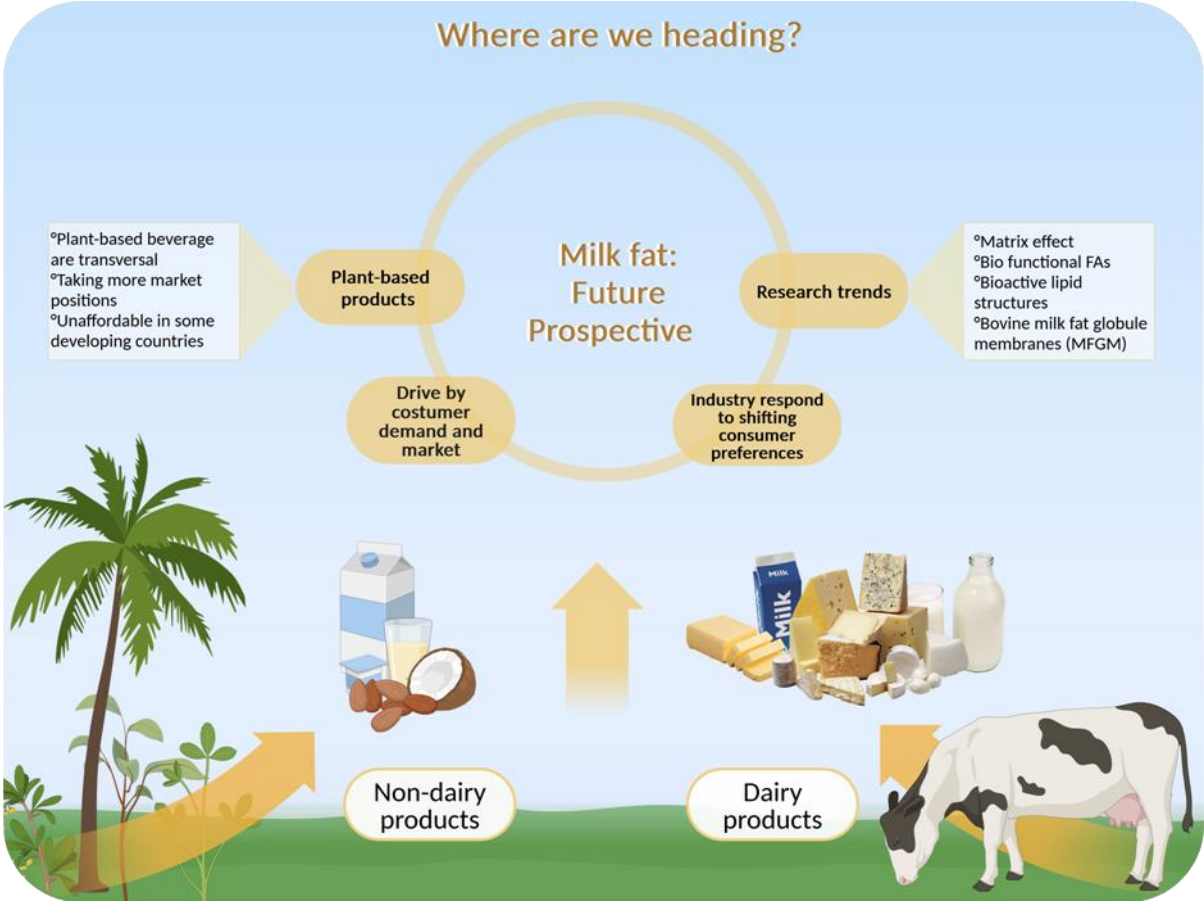 Where are we heading?
°Plant-based beverage
are transversal
°Taking more market
positions
°Unaffordable in some
developing countries
Plant-based
products
Milk fat:
Future
Prospective
Research trends
°Matrix effect
°Bio functional FAs
°Bioactive lipid
structures
°Bovine milk fat globule
membranes (MFGM)
Drive by
costumer
demand and
market
Industry respond
to shifting
consumer
preferences
Milk
Milk
Non-dairy
products
Dairy
products